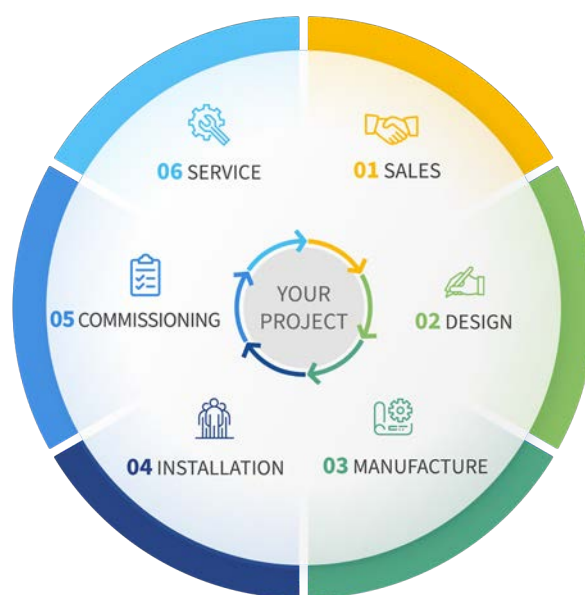 01 SALES
02 DESIGN
03 MANUFACTURE
04 INSTALLATION
05 COMMISSIONING
06 SERVICE
YOUR
PROJECT